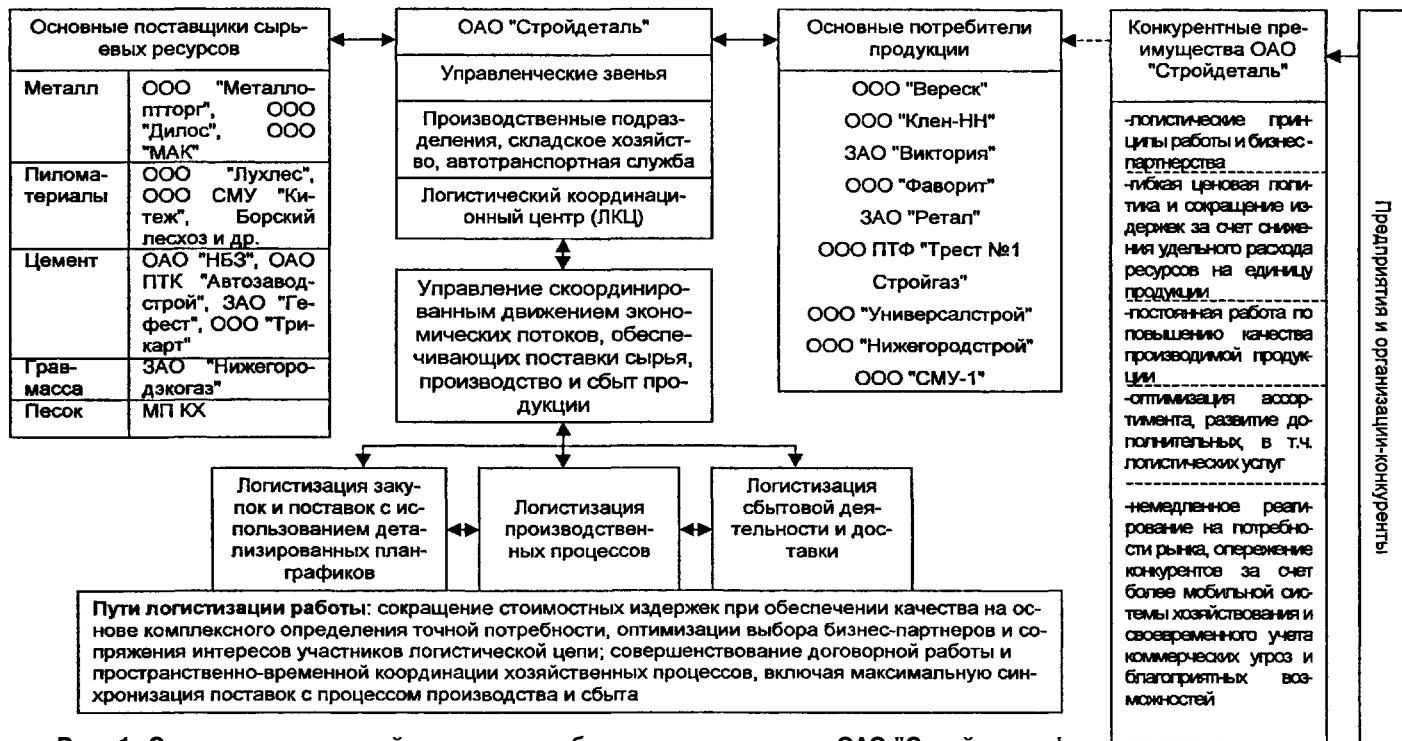 Основные поставщики сырь-
евых ресурсов
Металл
ООО "Металло-
птторг", ООО
"Дилос", ООО
"МАК"
Пилома-
териалы
ООО "Лухлес",
ООО СМУ "Ки-
теж", Борский
лесхоз и др.
Цемент
ОАО "НБЗ", ОАО
ПТК "Автозавод-
строй", ЗАО "Ге-
фест", ООО "Три-
карт"
Грав-
масса
ЗАО "Нижегоро-
дэкогаз"
Песок
МП КХ
ОАО "Стройдеталь"
Управленческие звенья
Производственные подраз-
деления, складское хозяйст-
во, автотранспортная служба
Логистический координаци-
онный центр (ЛКЦ)
Управление скоординиро-
ванным движением эконо-
мических потоков, обеспе-
чивающих поставки сырья,
производство и сбыт про-
дукции
Основные потребители
продукции
ООО "Вереск"
ООО "Клен-НН"
ЗАО "Виктория"
ООО "Фаворит"
ЗАО "Ретал"
ООО ПТФ "Трест №1
Стройгаз"
ООО "Универсалстрой"
ООО "Нижегородстрой"
ООО "СМУ-1"
Конкурентные пре-
имущества ОАО
"Стройдеталь"
-логистические прин-
ципы работы и бизнес-
партнерства
-гибкая ценовая поли-
тика и сокращение из-
держек за счет сниже-
ния удельного расхода
ресурсов на единицу
продукции
-постоянная работа по
повышению качества
производимой продук-
ции
-оптимизация ассор-
тимента, развитие до-
полнительных, в т.ч.
логистических услуг
-немедленное реаги-
рование на потребно-
сти рынка, опережение
конкурентов за счет
более мобильной сис-
темы хозяйствования и
своевременного учета
коммерческих угроз и
благоприятных воз-
можностей
Предприятия и организации-конкуренты
Логистизация заку-
пок и поставок с ис-
пользованием дета-
лизированных план-
графиков
Логистизация
производствен-
ных процессов
Логистизация
сбытовой дея-
тельности и дос-
тавки
Пути логистизации работы: сокращение стоимостных издержек при обеспечении качества на ос-
нове комплексного определения точной потребности, оптимизации выбора бизнес-партнеров и со-
пряжения интересов участников логистической цепи; совершенствование договорной работы и
пространственно-временной координации хозяйственных процессов, включая максимальную син-
хронизация поставок с процессом производства и сбыта